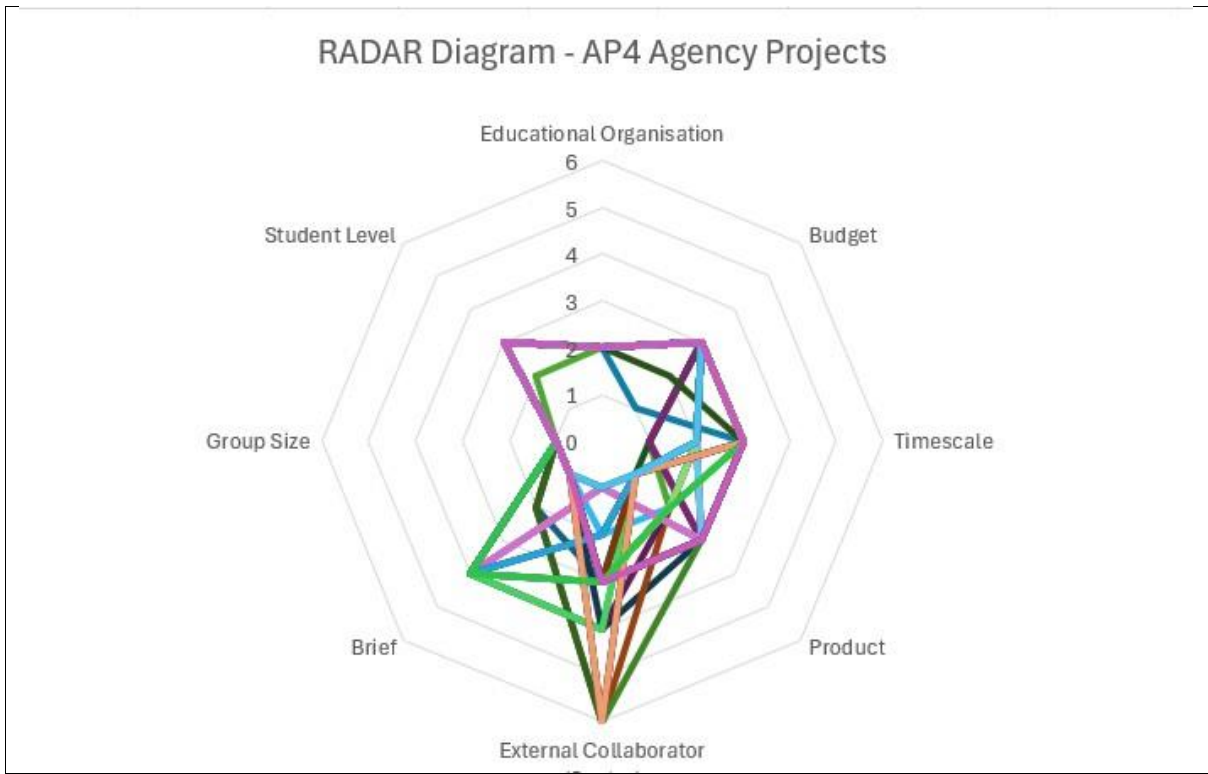 RADAR Diagram - AP4 Agency Projects
Educational Organisation
6
5
4
3
2
1
0
Student Level
Budget
Group Size
Timescale
Brief
Product
External Collaborator